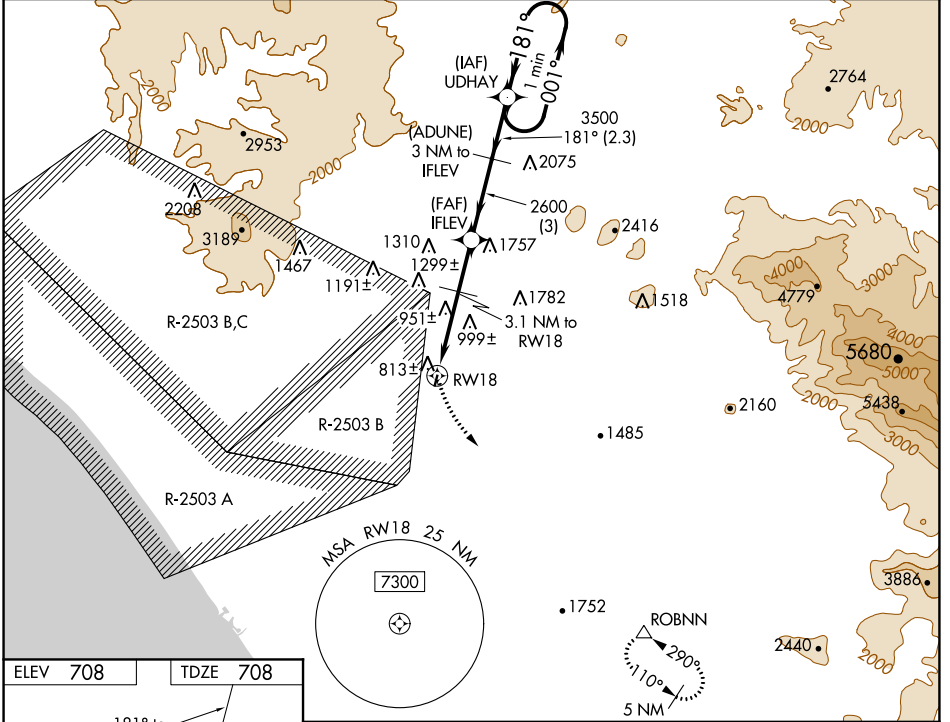 181°
1 min
001°
(IAF)
UDHAY
2764
2000
2000
2953
2000
3500
181° (2.3)
(ADUNE)
3 NM to
IFLEV
2075
2208
(FAF)
IFLEV
2600
(3)
2416
3189
1310
1757
1467
1299±
1191±
4000
3000
4779
1782
1518
R-2503 B,C
951±
3.1 NM to
RW18
999±
4000
5680
5000
813±
RW18
2000
2160
5438
R-2503 B
1485
3000
R-2503 A
MSA RW18 25 NM
7300
3886
1752
ROBNN
290°
110°
5 NM
2440
2000
ELEV 708
TDZE 708